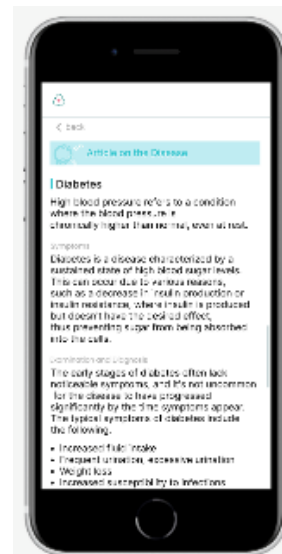 back
Article on the Disease
Diabetes
High blood pressure refers to a condition
where the blood pressure is
chronically higher than normal, even at rest.
Symptoms
Diabetes is a disease characterized by a
sustained state of high blood sugar levels.
This can occur due to various reasons,
such as a decrease in insulin production or
insulin resistance, where insulin is produced
but doesn't have the desired effect,
thus preventing sugar from being absorbed
into the cells.
Examination and Diagnosis
The early stages of diabetes often lack
noticeable symptoms, and it's not uncommon
for the disease to have progressed
significantly by the time symptoms appear.
The typical symptoms of diabetes include
the following.
• Increased fluid intake
• Frequent urination, excessive urination
• Weight loss
• Increased susceptibility to infections